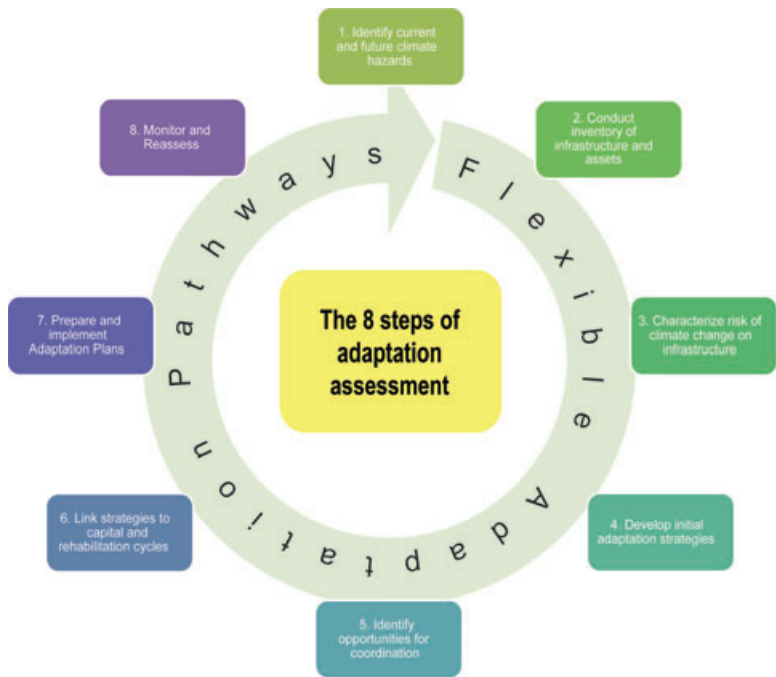 1. Identify current
and future climate
hazards
2. Conduct
inventory of
infrastructure and
assets
3. Characterize risk of
climate change on
infrastructure
4. Develop initial
adaptation strategies
5. Identify
opportunities for
coordination
6. Link strategies to
capital and
rehabilitation cycles
7. Prepare and
implement
Adaptation Plans
8. Monitor and
Reassess
Flexible Adaptation Pathways
The 8 steps of
adaptation
assessment